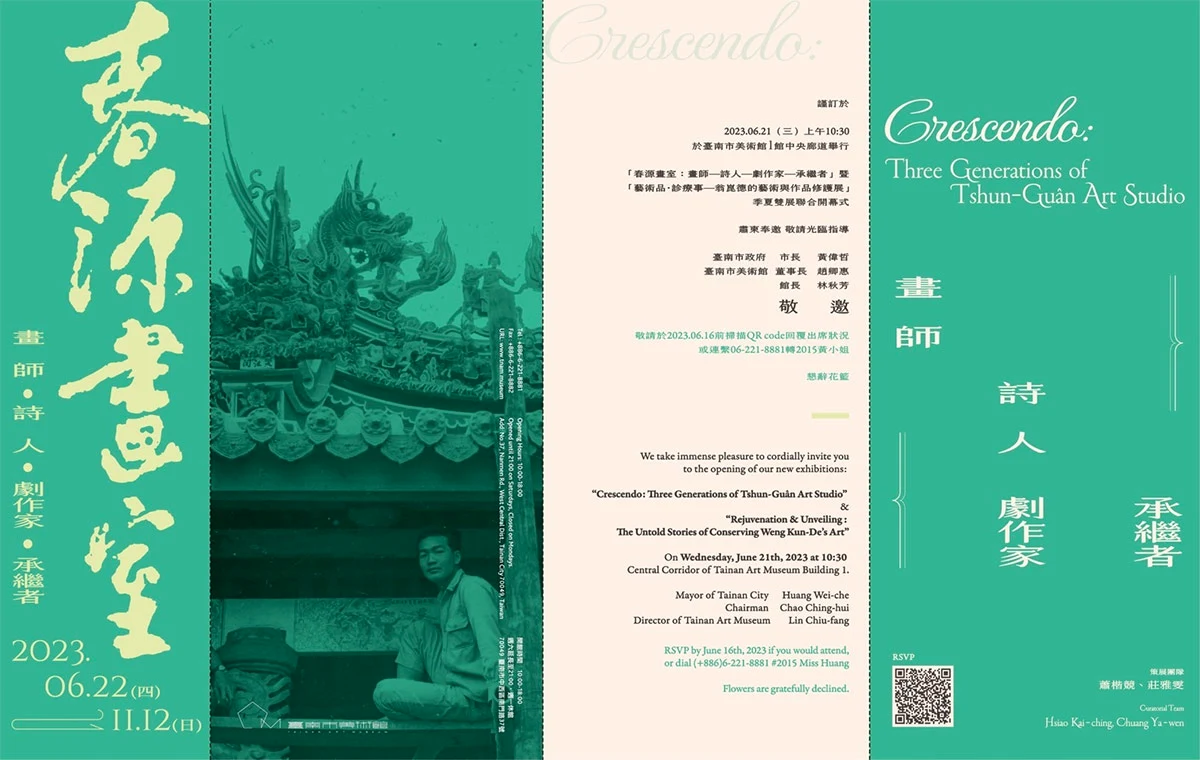 春源畫室
畫師・詩人・劇作家・承繼者
2023.
06.22(四)
11.12(日)
Tel: +886-6-221-8881
Fax: +886-6-221-8882
URL: www.tnam.museum
Opening Hours: 10:00-18:00
Opened until 21:00 on Saturdays, Closed on Mondays.
Add: No.37, Nanmen Rd., West Central Dist., Tainan City 70049, Taiwan
開館時間：10:00-18:00
週六延長至21:00，週一休館
70049 臺南市中西區南門路37號
臺南市美術館
TAINAN ART MUSEUM
Crescendo:
謹訂於
2023.06.21（三）上午10:30
於臺南市美術館1館中央廊道舉行
「春源畫室：畫師—詩人—劇作家—承繼者」暨
「藝術品・診療事—翁崑德的藝術與作品修護展」
季夏雙展聯合開幕式
肅柬奉邀 敬請光臨指導
臺南市政府 市長 黃偉哲
臺南市美術館 董事長 趙卿惠
館長 林秋芳
敬 邀
敬請於2023.06.16前掃描QR code回覆出席狀況
或連繫06-221-8881轉2015黃小姐
懇辭花籃
We take immense pleasure to cordially invite you
to the opening of our new exhibitions:
“Crescendo: Three Generations of Tshun-Guân Art Studio”
&
“Rejuvenation & Unveiling :
The Untold Stories of Conserving Weng Kun-De’s Art”
On Wednesday, June 21th, 2023 at 10:30
Central Corridor of Tainan Art Museum Building 1.
Mayor of Tainan City Huang Wei-che
Chairman Chao Ching-hui
Director of Tainan Art Museum Lin Chiu-fang
RSVP by June 16th, 2023 if you would attend,
or dial (+886)6-221-8881 #2015 Miss Huang
Flowers are gratefully declined.
Crescendo:
Three Generations of
Tshun-Guân Art Studio
畫師
詩人
劇作家
承繼者
RSVP
策展團隊
蕭楷競、莊雅雯
Curatorial Team
Hsiao Kai-ching, Chuang Ya-wen